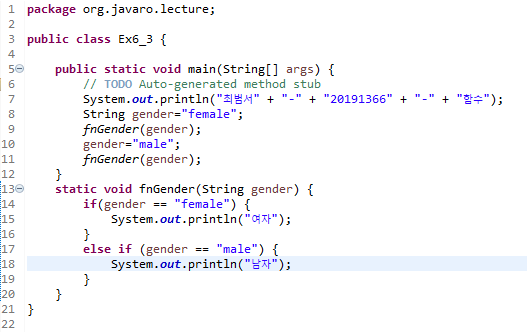 1 package org.javaro.lecture;
2
3 public class Ex6_3 {
4
5 public static void main(String[] args) {
6 // TODO Auto-generated method stub
7 System.out.println("최범서" + "-" + "20191366" + "-" + "함수");
8 String gender="female";
9 fnGender(gender);
10 gender="male";
11 fnGender(gender);
12 }
13 static void fnGender(String gender) {
14 if(gender == "female") {
15 System.out.println("여자");
16 }
17 else if (gender == "male") {
18 System.out.println("남자");
19 }
20 }
21 }
22